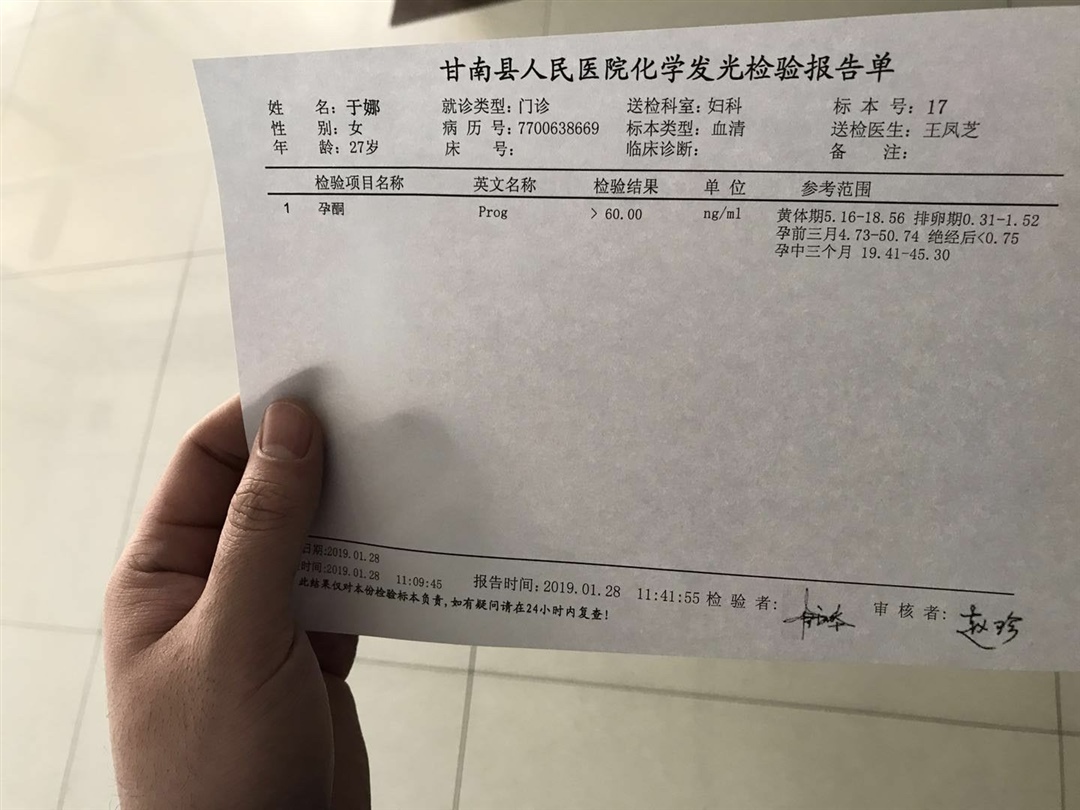 甘南县人民医院化学发光检验报告单
姓 名: 于娜 就诊类型: 门诊 送检科室: 妇科 标 本 号: 17
性 别: 女 病 历 号: 7700638669 标本类型: 血清 送检医生: 王凤芝
年 龄: 27岁 床 号: 临床诊断: 备 注:
检验项目名称 英文名称 检验结果 单 位 参考范围
1 孕酮 Prog > 60.00 ng/ml 黄体期5.16-18.56 排卵期0.31-1.52
孕前三月4.73-50.74 绝经后<0.75
孕中三个月 19.41-45.30
日期:2019.01.28
时间:2019.01.28 11:09:45 报告时间: 2019.01.28 11:41:55 检 验 者: 审 核 者: 赵珍
此结果仅对本份检验标本负责,如有疑问请在24小时内复查!